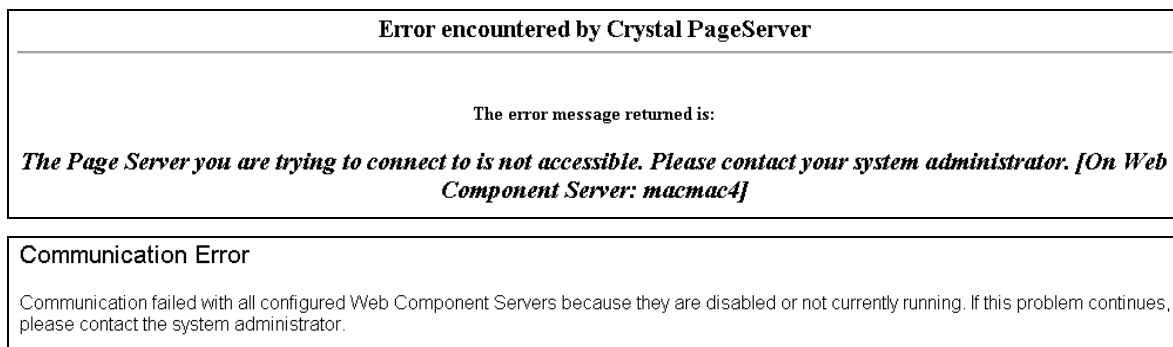 Error encountered by Crystal PageServer
The error message returned is:
The Page Server you are trying to connect to is not accessible. Please contact your system administrator. [On Web
Component Server: macmac4]
Communication Error
Communication failed with all configured Web Component Servers because they are disabled or not currently running. If this problem continues,
please contact the system administrator.